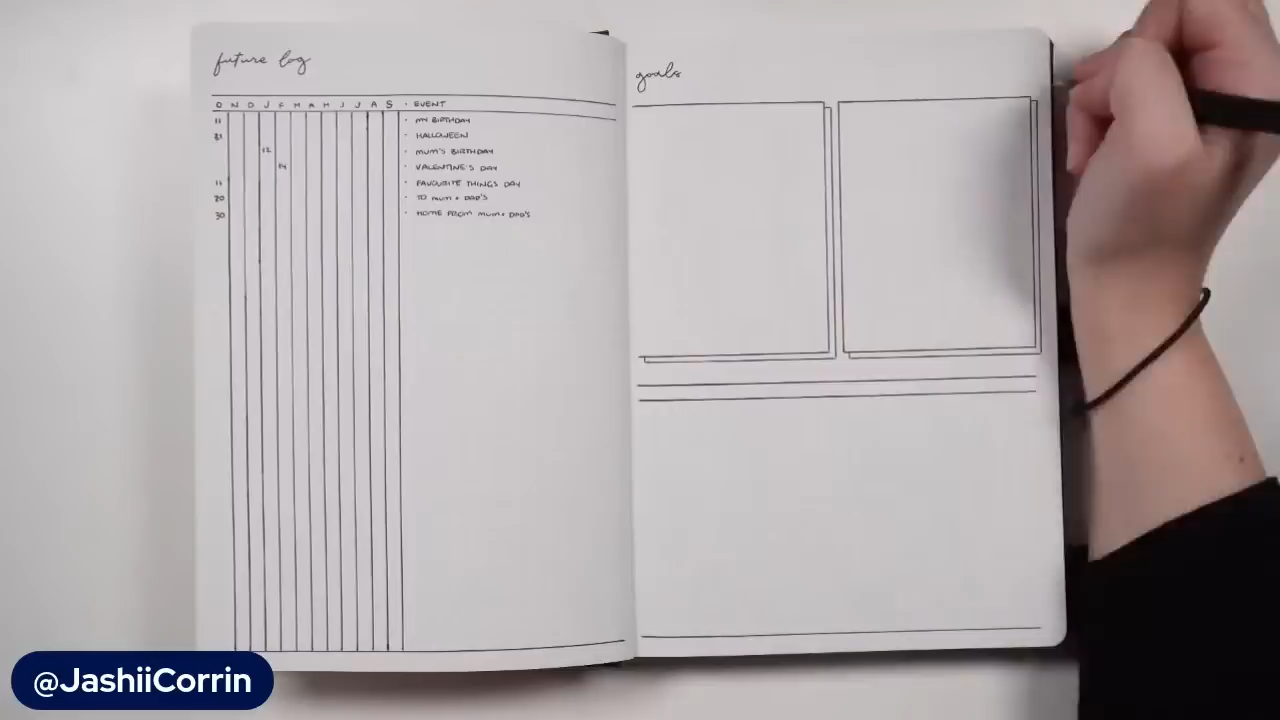 future log
O N D J F M A M J J A S · EVENT
11 · MY BIRTHDAY
31 · HALLOWEEN
12 · MUM'S BIRTHDAY
14 · VALENTINE'S DAY
11 · FAVOURITE THINGS DAY
20 · TO MUM + DAD'S
30 · HOME FROM MUM + DAD'S
goals
@JashiiCorrin